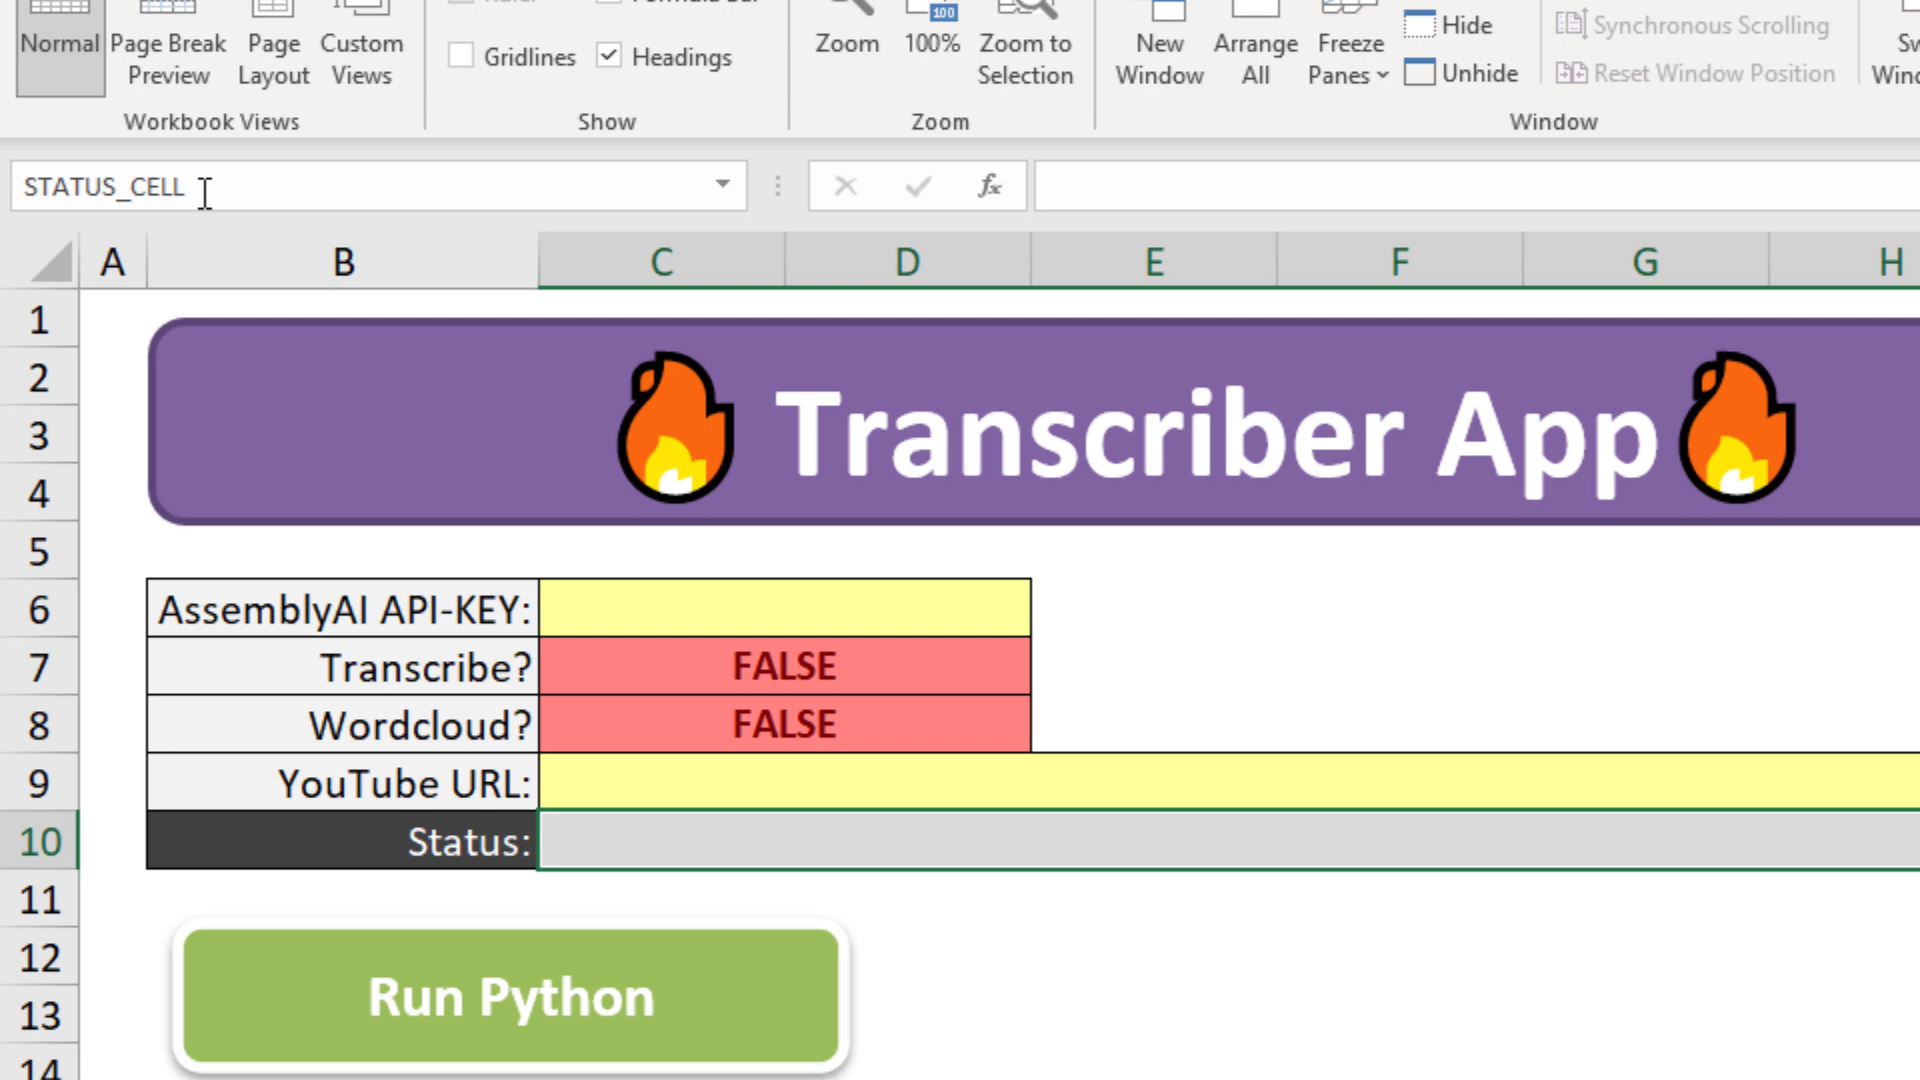 Normal
Page Break
Preview
Page
Layout
Custom
Views
Workbook Views
Gridlines
Headings
Show
Zoom
100
100%
Zoom to
Selection
Zoom
New
Window
Arrange
All
Freeze
Panes
Hide
Unhide
Synchronous Scrolling
Reset Window Position
Window
STATUS_CELL
fx
A B C D E F G H
1
2
3
4
Transcriber App
5
6 AssemblyAI API-KEY:
7 Transcribe? FALSE
8 Wordcloud? FALSE
9 YouTube URL:
10 Status:
11
12
Run Python
13
14